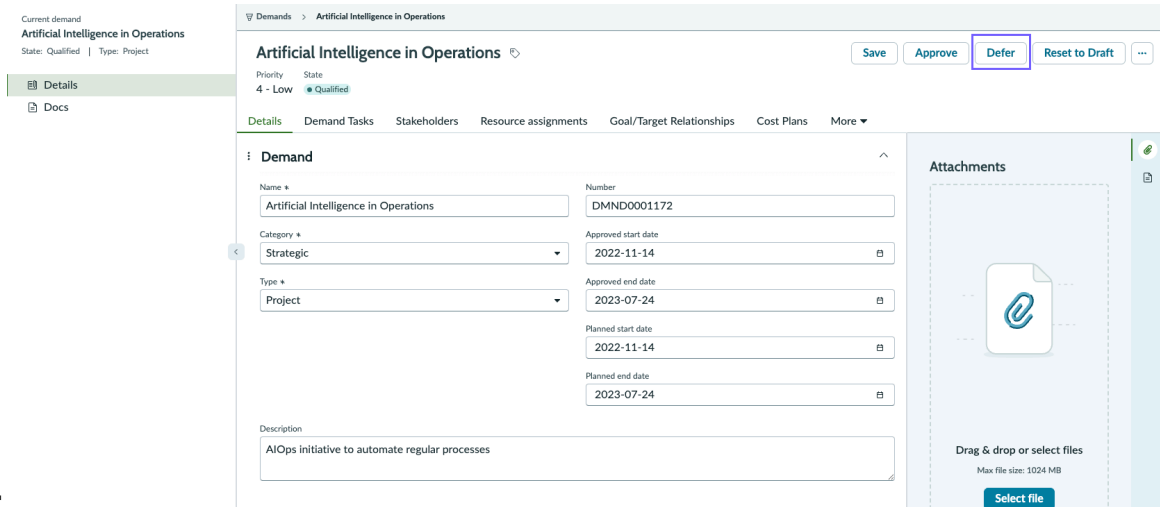 Current demand
Artificial Intelligence in Operations
State: Qualified | Type: Project
Details
Docs
Demands > Artificial Intelligence in Operations
Artificial Intelligence in Operations
Save Approve Defer Reset to Draft ...
Priority State
4 - Low Qualified
Details Demand Tasks Stakeholders Resource assignments Goal/Target Relationships Cost Plans More
Demand
Name *
Artificial Intelligence in Operations
Number
DMND0001172
Category *
Strategic
Approved start date
2022-11-14
Type *
Project
Approved end date
2023-07-24
Planned start date
2022-11-14
Planned end date
2023-07-24
Description
AIOps initiative to automate regular processes
Attachments
Drag & drop or select files
Max file size: 1024 MB
Select file